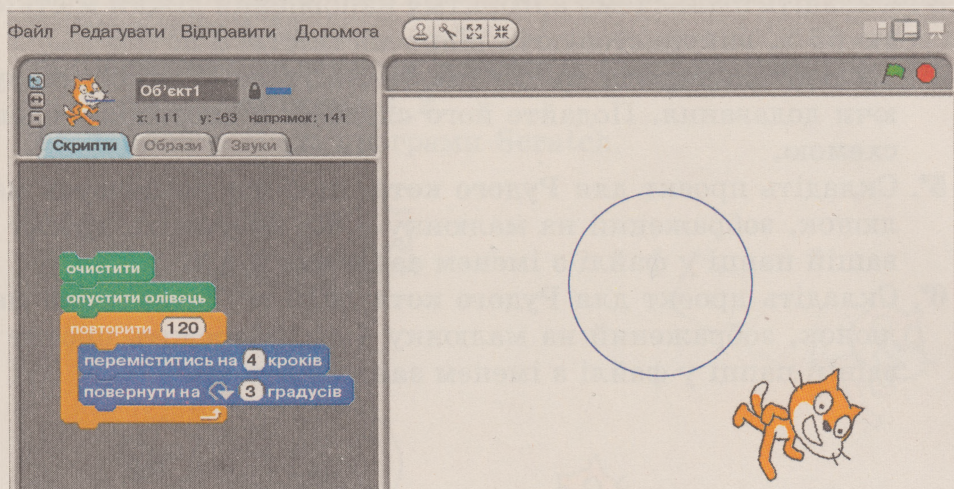 Файл Редагувати Відправити Допомога
Об'єкт1
x: 111 y: -63 напрямок: 141
Скрипти Образи Звуки
очистити
опустити олівець
повторити 120
переміститись на 4 кроків
повернути на 3 градусів